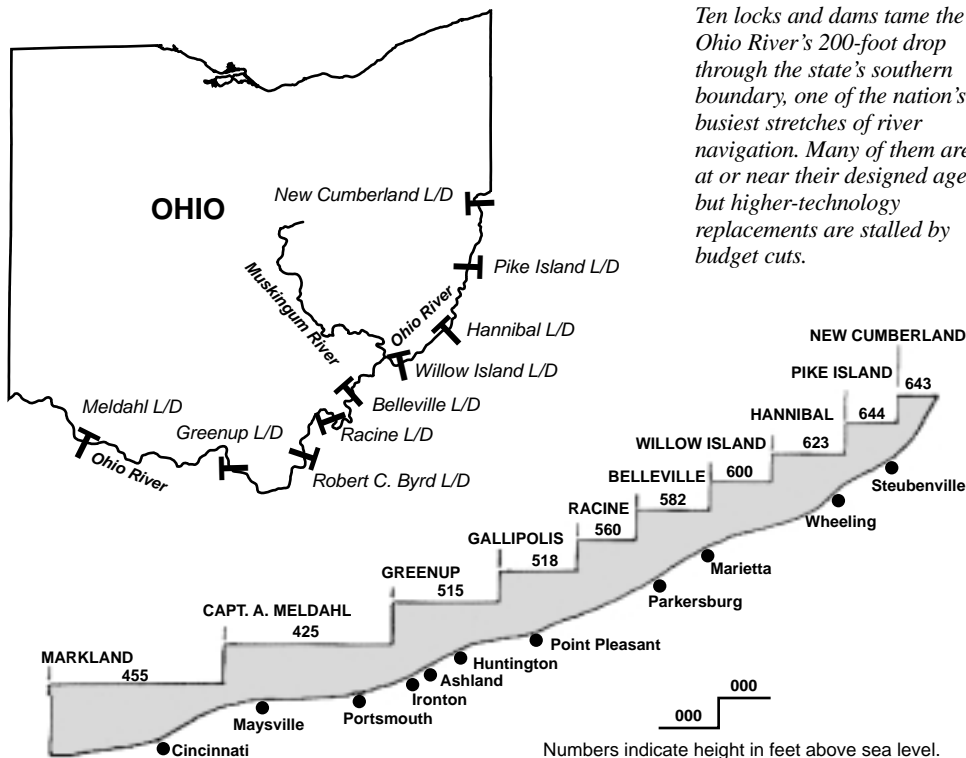 Ten locks and dams tame the
Ohio River's 200-foot drop
through the state's southern
boundary, one of the nation's
busiest stretches of river
navigation. Many of them are
at or near their designed age
but higher-technology
replacements are stalled by
budget cuts.
OHIO
New Cumberland L/D
Pike Island L/D
Muskingum River
Ohio River
Hannibal L/D
Willow Island L/D
Belleville L/D
Racine L/D
Robert C. Byrd L/D
Meldahl L/D
Greenup L/D
Ohio River
NEW CUMBERLAND
643
PIKE ISLAND
644
HANNIBAL
623
WILLOW ISLAND
600
BELLEVILLE
582
RACINE
560
GALLIPOLIS
518
GREENUP
515
CAPT. A. MELDAHL
425
MARKLAND
455
Steubenville
Wheeling
Marietta
Parkersburg
Point Pleasant
Huntington
Ashland
Ironton
Portsmouth
Maysville
Cincinnati
000
000
Numbers indicate height in feet above sea level.